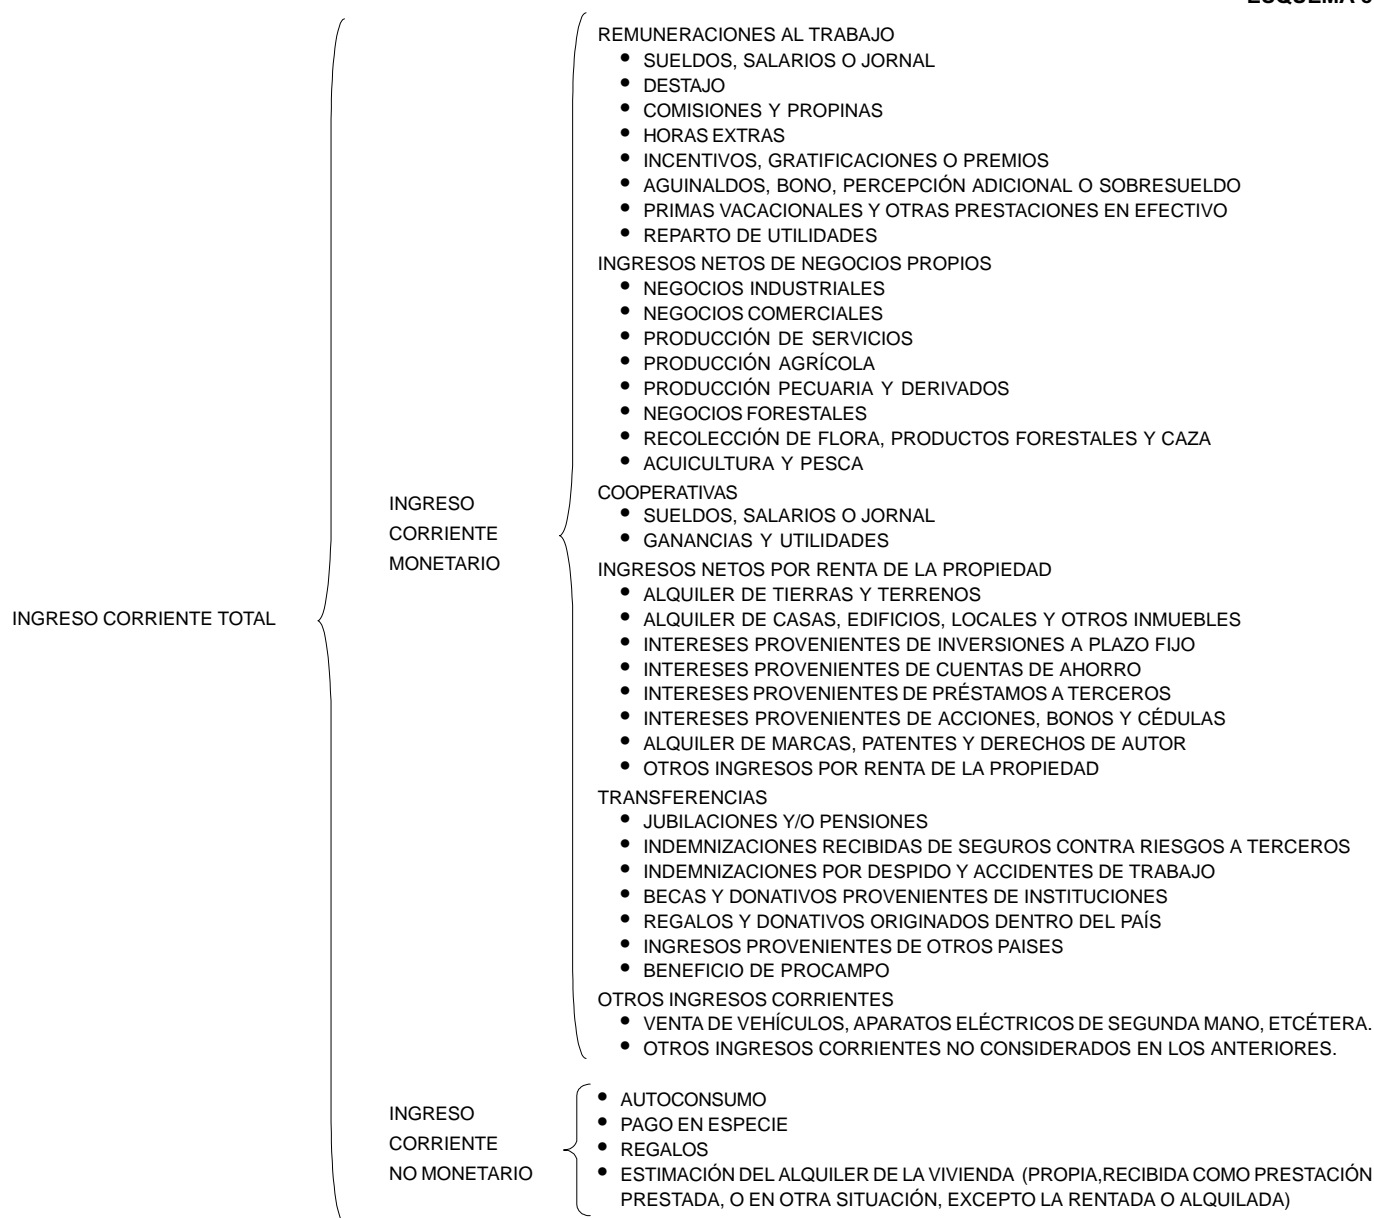 REMUNERACIONES AL TRABAJO
• SUELDOS, SALARIOS O JORNAL
• DESTAJO
• COMISIONES Y PROPINAS
• HORAS EXTRAS
• INCENTIVOS, GRATIFICACIONES O PREMIOS
• AGUINALDOS, BONO, PERCEPCIÓN ADICIONAL O SOBRESUELDO
• PRIMAS VACACIONALES Y OTRAS PRESTACIONES EN EFECTIVO
• REPARTO DE UTILIDADES
INGRESOS NETOS DE NEGOCIOS PROPIOS
• NEGOCIOS INDUSTRIALES
• NEGOCIOS COMERCIALES
• PRODUCCIÓN DE SERVICIOS
• PRODUCCIÓN AGRÍCOLA
• PRODUCCIÓN PECUARIA Y DERIVADOS
• NEGOCIOS FORESTALES
• RECOLECCIÓN DE FLORA, PRODUCTOS FORESTALES Y CAZA
• ACUICULTURA Y PESCA
COOPERATIVAS
• SUELDOS, SALARIOS O JORNAL
• GANANCIAS Y UTILIDADES
INGRESOS NETOS POR RENTA DE LA PROPIEDAD
• ALQUILER DE TIERRAS Y TERRENOS
• ALQUILER DE CASAS, EDIFICIOS, LOCALES Y OTROS INMUEBLES
• INTERESES PROVENIENTES DE INVERSIONES A PLAZO FIJO
• INTERESES PROVENIENTES DE CUENTAS DE AHORRO
• INTERESES PROVENIENTES DE PRÉSTAMOS A TERCEROS
• INTERESES PROVENIENTES DE ACCIONES, BONOS Y CÉDULAS
• ALQUILER DE MARCAS, PATENTES Y DERECHOS DE AUTOR
• OTROS INGRESOS POR RENTA DE LA PROPIEDAD
TRANSFERENCIAS
• JUBILACIONES Y/O PENSIONES
• INDEMNIZACIONES RECIBIDAS DE SEGUROS CONTRA RIESGOS A TERCEROS
• INDEMNIZACIONES POR DESPIDO Y ACCIDENTES DE TRABAJO
• BECAS Y DONATIVOS PROVENIENTES DE INSTITUCIONES
• REGALOS Y DONATIVOS ORIGINADOS DENTRO DEL PAÍS
• INGRESOS PROVENIENTES DE OTROS PAISES
• BENEFICIO DE PROCAMPO
OTROS INGRESOS CORRIENTES
• VENTA DE VEHÍCULOS, APARATOS ELÉCTRICOS DE SEGUNDA MANO, ETCÉTERA.
• OTROS INGRESOS CORRIENTES NO CONSIDERADOS EN LOS ANTERIORES.
INGRESO
CORRIENTE
MONETARIO
INGRESO CORRIENTE TOTAL
INGRESO
CORRIENTE
NO MONETARIO
• AUTOCONSUMO
• PAGO EN ESPECIE
• REGALOS
• ESTIMACIÓN DEL ALQUILER DE LA VIVIENDA (PROPIA,RECIBIDA COMO PRESTACIÓN
PRESTADA, O EN OTRA SITUACIÓN, EXCEPTO LA RENTADA O ALQUILADA)